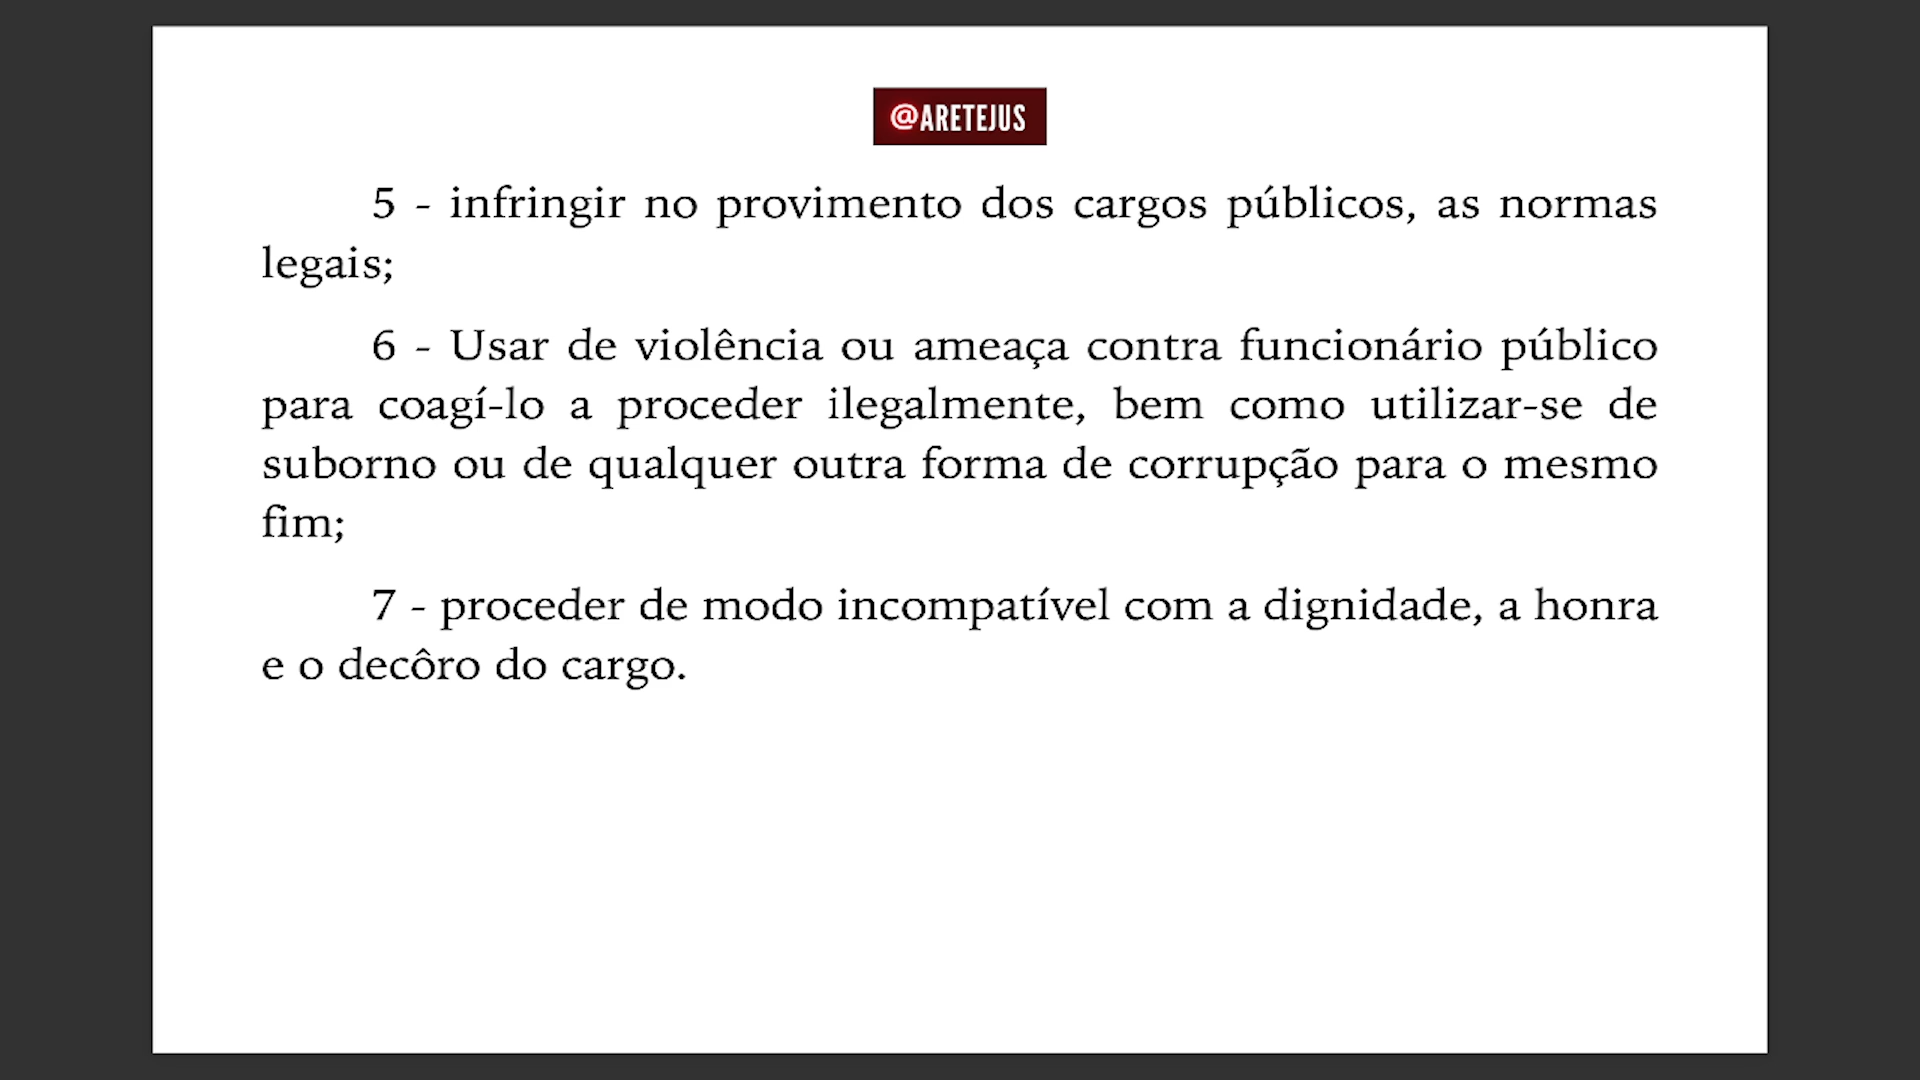 @ARETEJUS
5 - infringir no provimento dos cargos públicos, as normas
legais;
6 - Usar de violência ou ameaça contra funcionário público
para coagí-lo a proceder ilegalmente, bem como utilizar-se de
suborno ou de qualquer outra forma de corrupção para o mesmo
fim;
7 - proceder de modo incompatível com a dignidade, a honra
e o decôro do cargo.